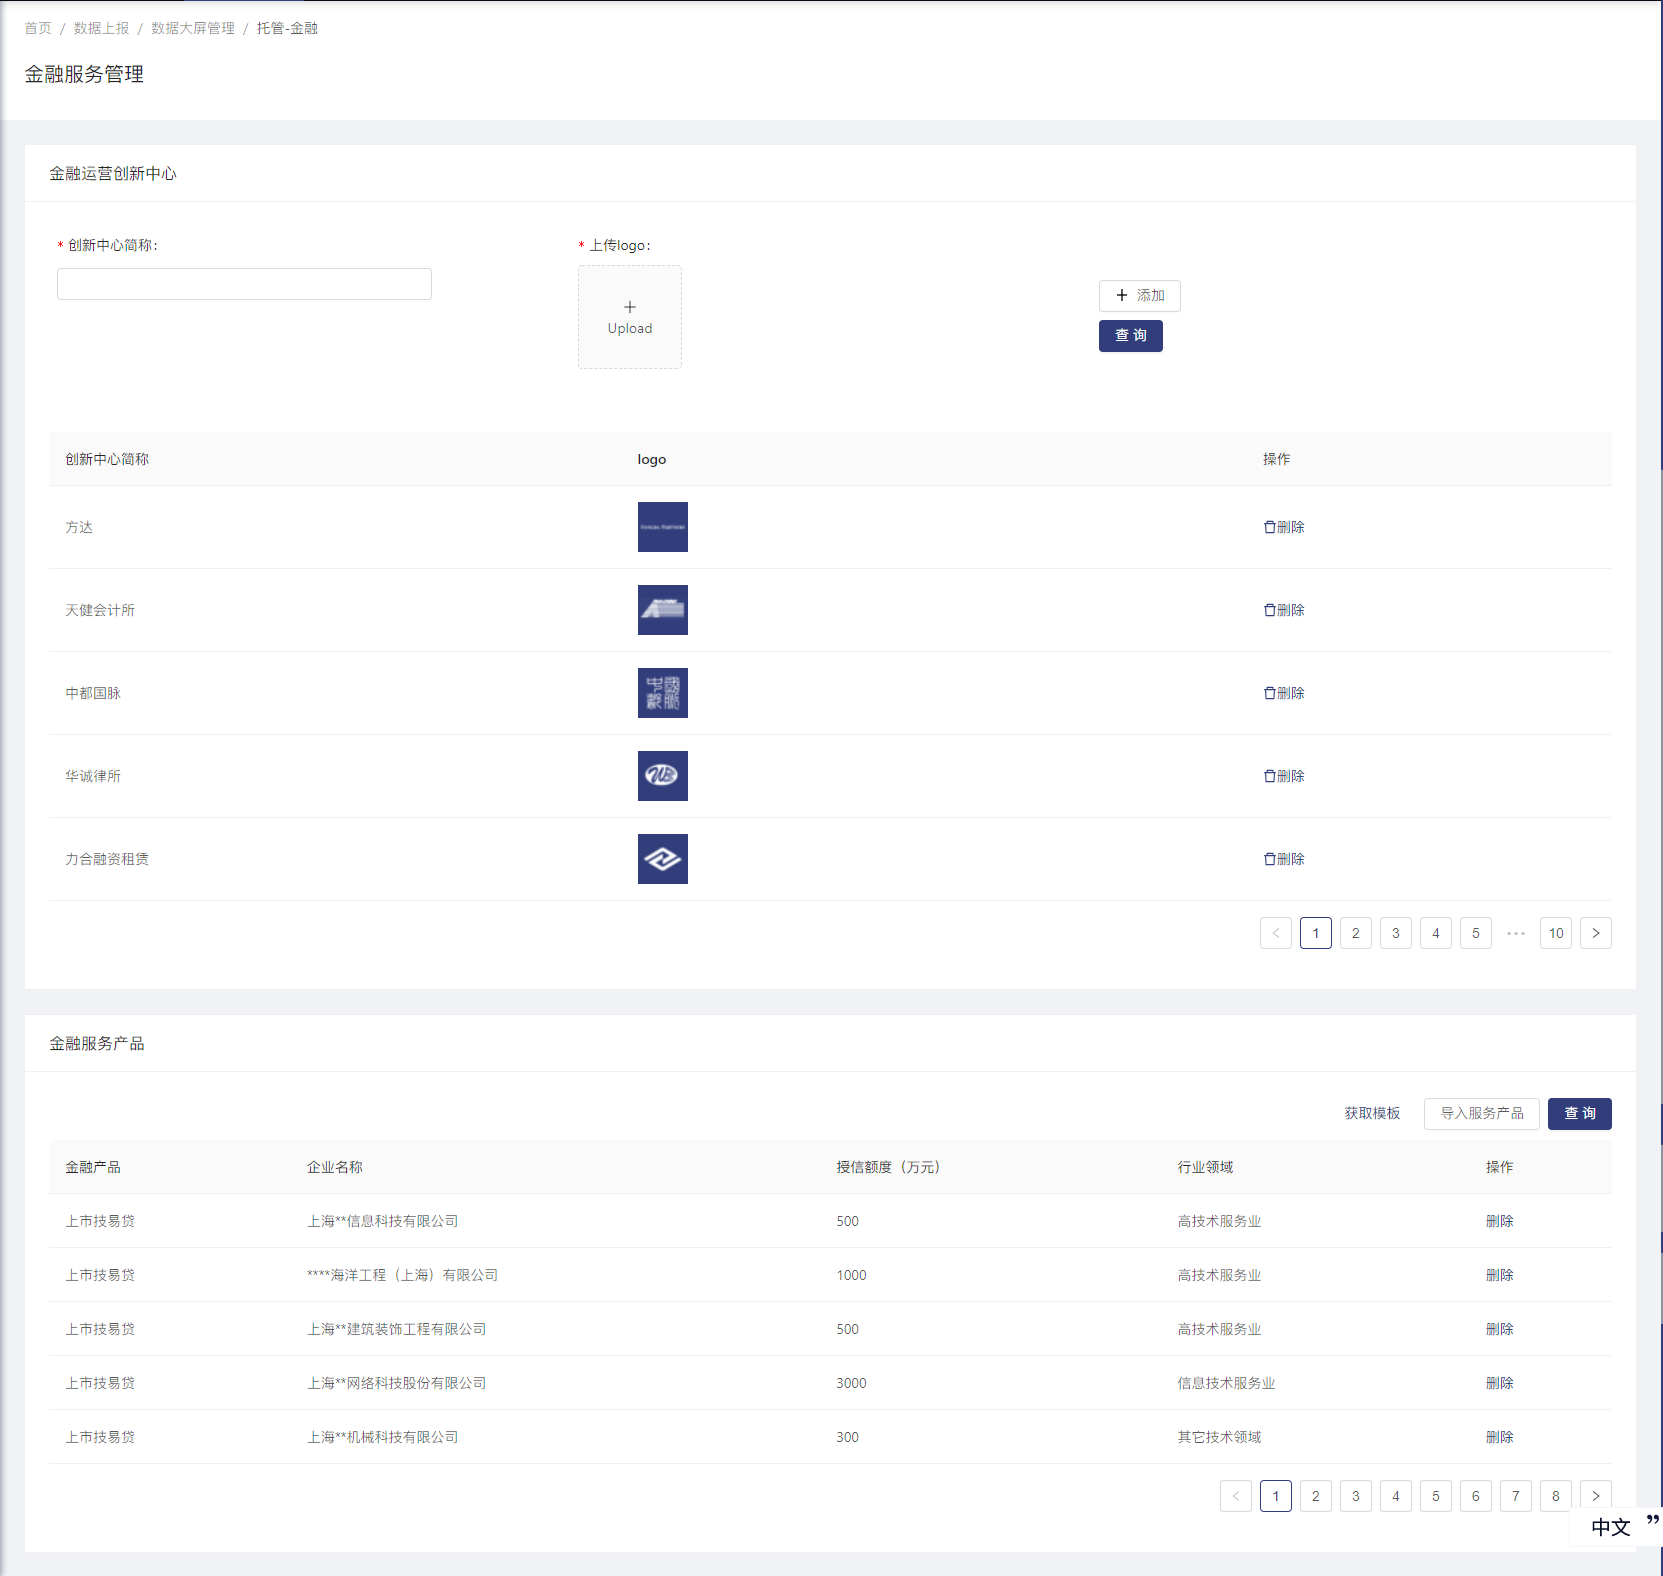 首页 / 数据上报 / 数据大屏管理 / 托管-金融
金融服务管理
金融运营创新中心
* 创新中心简称:
* 上传logo:
+
Upload
+ 添加
查 询
创新中心简称 logo 操作
方达 FANGDA PARTNERS 删除
天健会计所 删除
中都国脉 中都國脈 删除
华诚律所 删除
力合融资租赁 删除
< 1 2 3 4 5 ••• 10 >
金融服务产品
获取模板 导入服务产品 查 询
金融产品 企业名称 授信额度（万元） 行业领域 操作
上市技易贷 上海**信息科技有限公司 500 高技术服务业 删除
上市技易贷 ****海洋工程（上海）有限公司 1000 高技术服务业 删除
上市技易贷 上海**建筑装饰工程有限公司 500 高技术服务业 删除
上市技易贷 上海**网络科技股份有限公司 3000 信息技术服务业 删除
上市技易贷 上海**机械科技有限公司 300 其它技术领域 删除
< 1 2 3 4 5 6 7 8 >
中文 ”